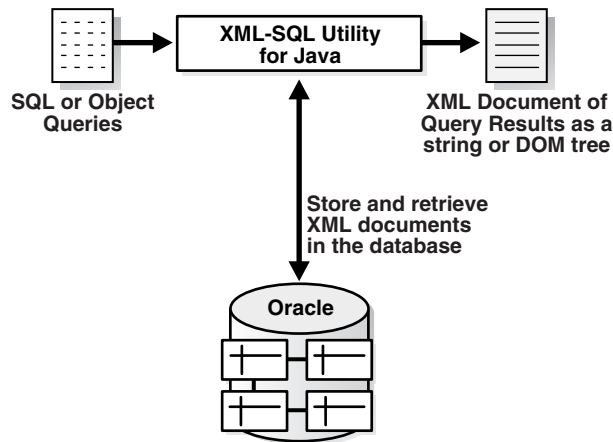 XML-SQL Utility
for Java
SQL or Object
Queries
XML Document of
Query Results as a
string or DOM tree
Store and retrieve
XML documents
in the database
Oracle